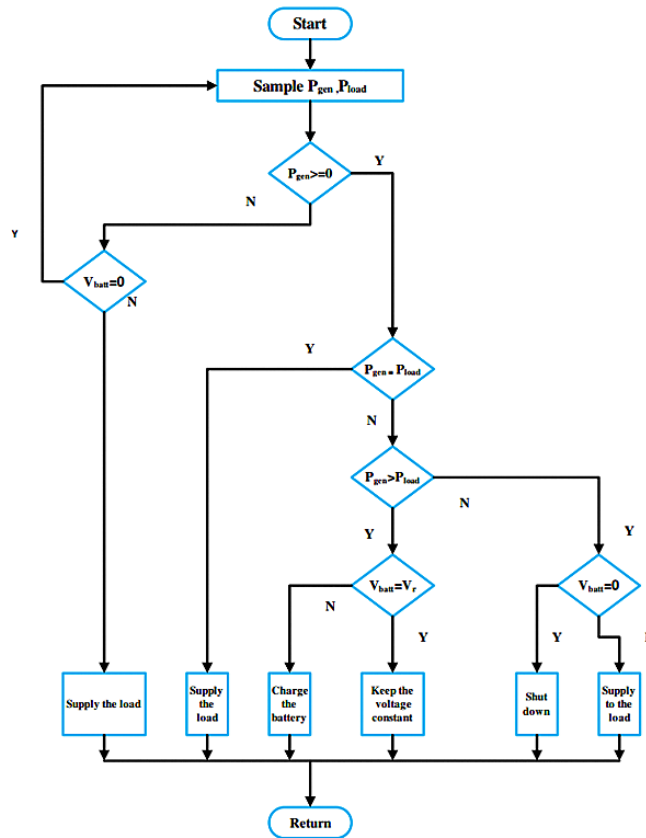 Start
Sample Pgen ,Pload
Pgen>=0
Y
N
Y
Vbatt=0
N
Y
Pgen = Pload
N
Pgen>Pload
N
Y
Y
Vbatt=Vr
Vbatt=0
N
Y
Y
Supply the load
Supply
the
load
Charge
the
battery
Keep the
voltage
constant
Shut
down
Supply
to the
load
Return